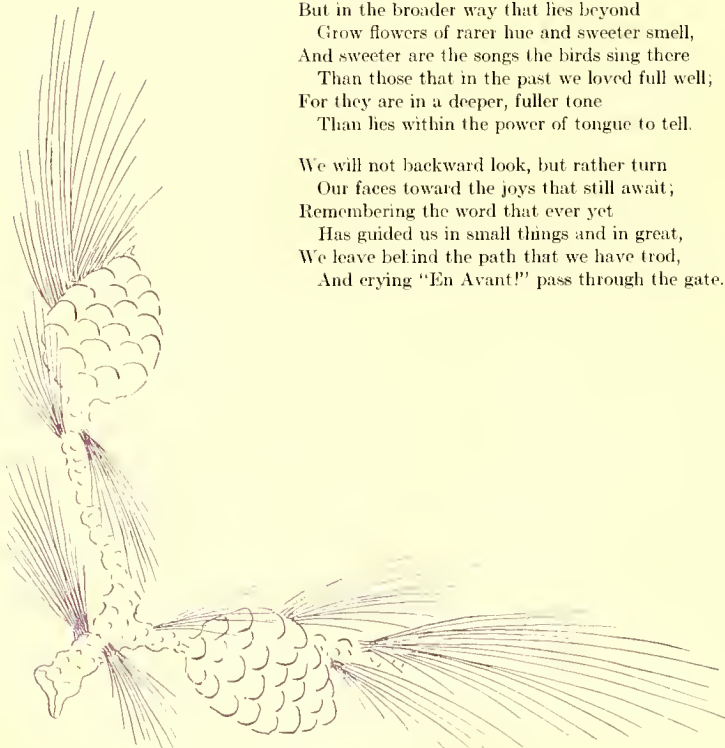 But in the broader way that lies beyond
Grow flowers of rarer hue and sweeter smell,
And sweeter are the songs the birds sing there
Than those that in the past we loved full well;
For they are in a deeper, fuller tone
Than lies within the power of tongue to tell.
We will not backward look, but rather turn
Our faces toward the joys that still await;
Remembering the word that ever yet
Has guided us in small things and in great,
We leave behind the path that we have trod,
And crying "En Avant!" pass through the gate.